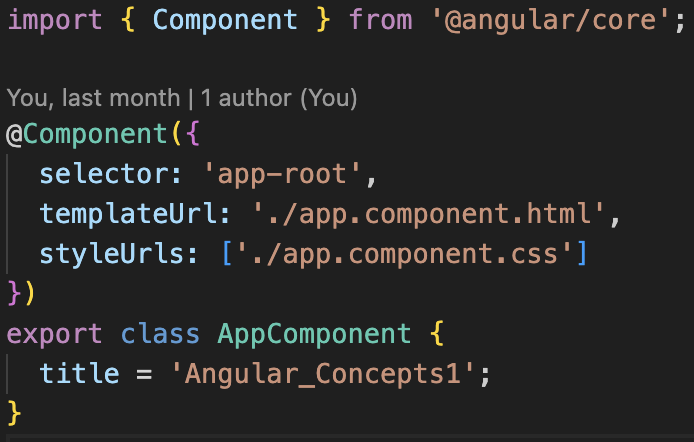 import { Component } from '@angular/core';
You, last month | 1 author (You)
@Component({
  selector: 'app-root',
  templateUrl: './app.component.html',
  styleUrls: ['./app.component.css']
})
export class AppComponent {
  title = 'Angular_Concepts1';
}